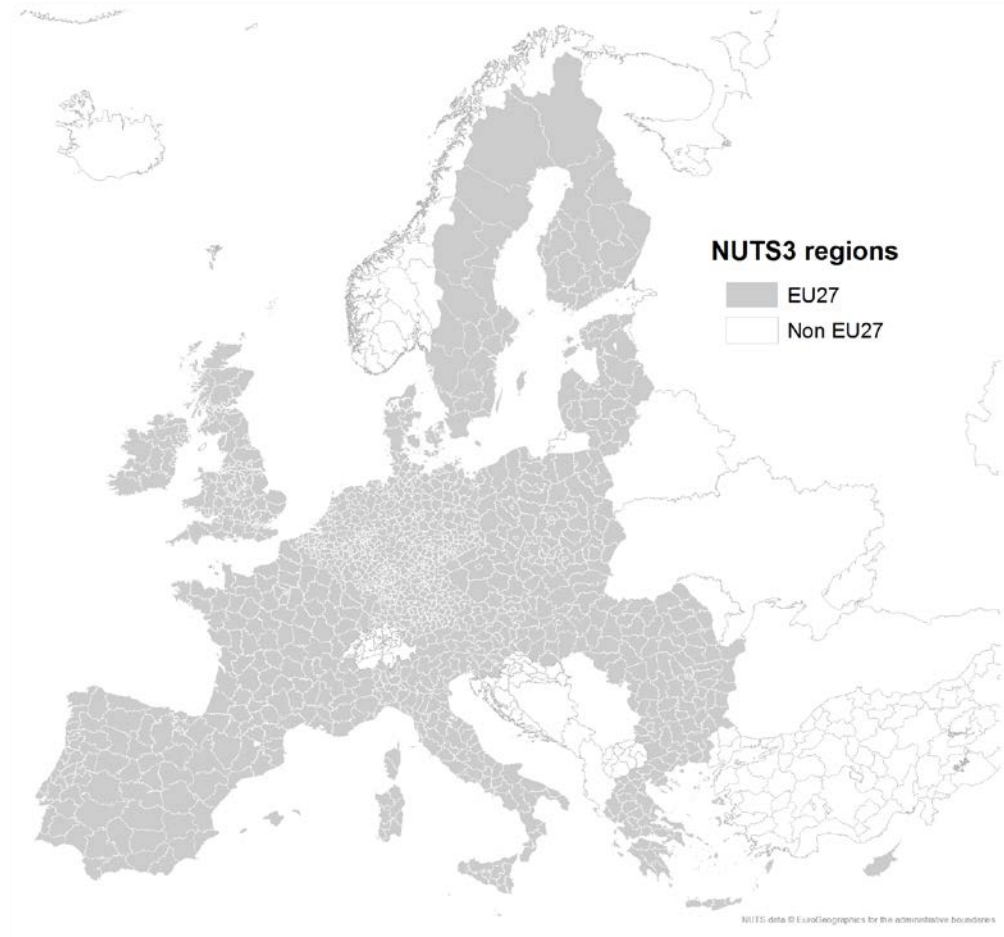 NUTS3 regions
EU27
Non EU27
NUTS data © EuroGeographics for the administrative boundaries